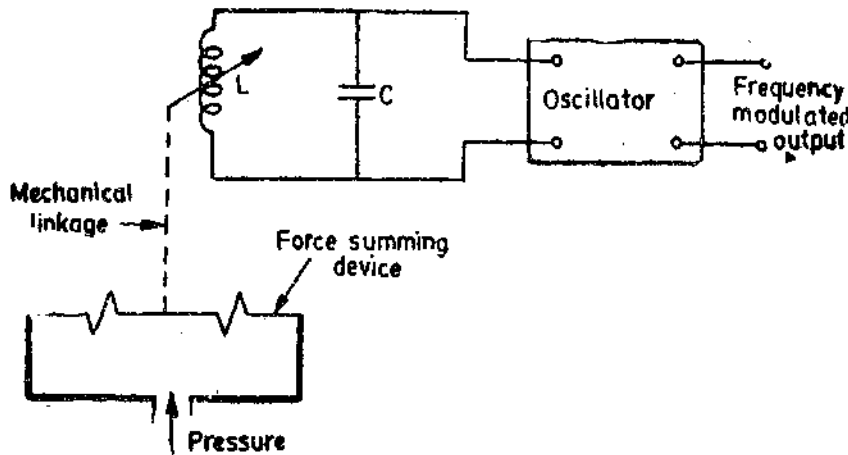 L
C
Oscillator
Frequency
modulated
output
Mechanical
linkage
Force summing
device
Pressure